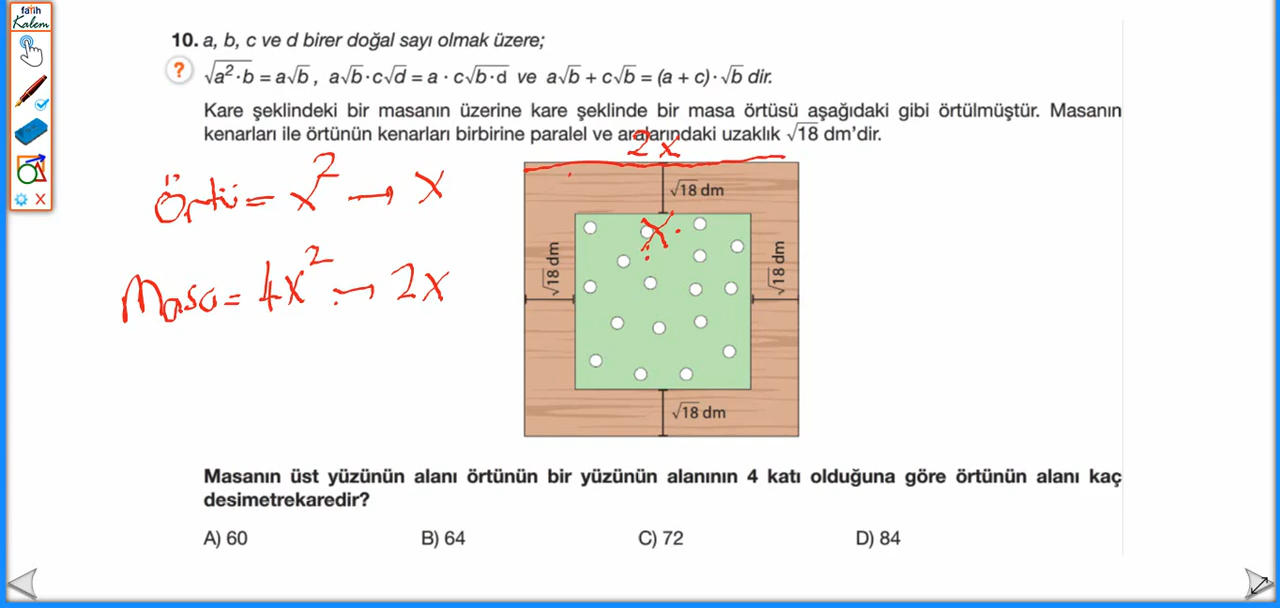 fatih
Kalem
10. a, b, c ve d birer doğal sayı olmak üzere;
? √a²·b = a√b , a√b·c√d = a·c√b·d ve a√b + c√b = (a + c)·√b dir.
Kare şeklindeki bir masanın üzerine kare şeklinde bir masa örtüsü aşağıdaki gibi örtülmüştür. Masanın
kenarları ile örtünün kenarları birbirine paralel ve aralarındaki uzaklık √18 dm'dir.
2x
Örtü = x² → x
√18 dm
x
√18 dm
√18 dm
Masa = 4x² → 2x
√18 dm
Masanın üst yüzünün alanı örtünün bir yüzünün alanının 4 katı olduğuna göre örtünün alanı kaç
desimetrekaredir?
A) 60 B) 64 C) 72 D) 84